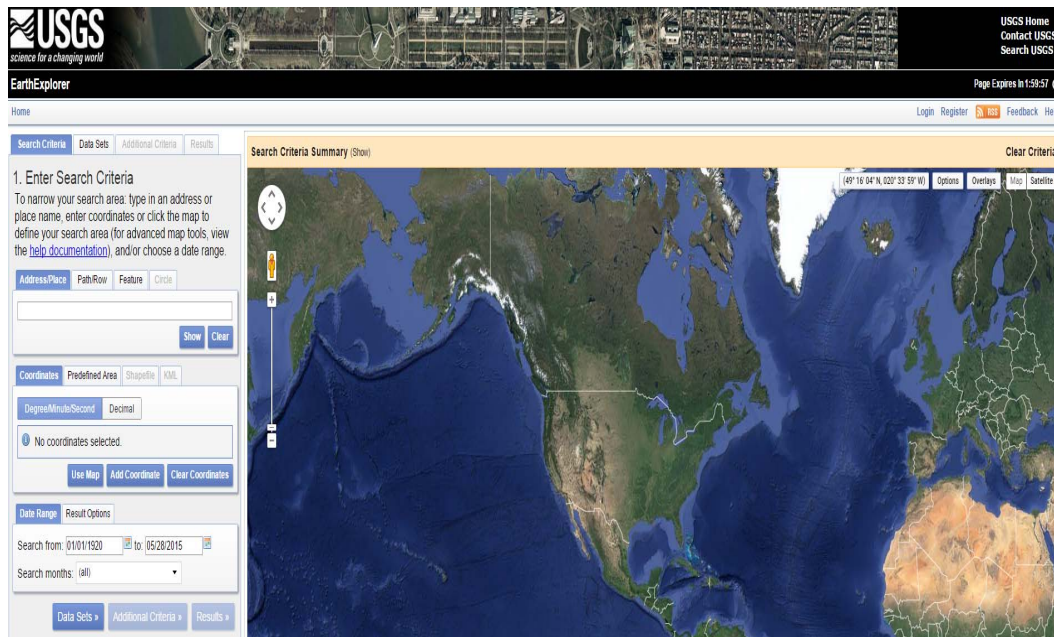 USGS
science for a changing world
USGS Home
Contact USGS
Search USGS
EarthExplorer
Page Expires In 1:59:57
Home
Login Register RSS Feedback He
Search Criteria Data Sets Additional Criteria Results
Search Criteria Summary (Show)
Clear Criteria
1. Enter Search Criteria
To narrow your search area: type in an address or
place name, enter coordinates or click the map to
define your search area (for advanced map tools, view
the help documentation), and/or choose a date range.
Address/Place Path/Row Feature Circle
Show Clear
Coordinates Predefined Area Shapefile KML
Degree/Minute/Second Decimal
No coordinates selected.
Use Map Add Coordinate Clear Coordinates
Date Range Result Options
Search from: 01/01/1920 to: 05/28/2015
Search months: (all)
Data Sets » Additional Criteria » Results »
(49° 16' 04" N, 020° 33' 59" W) Options Overlays Map Satellite